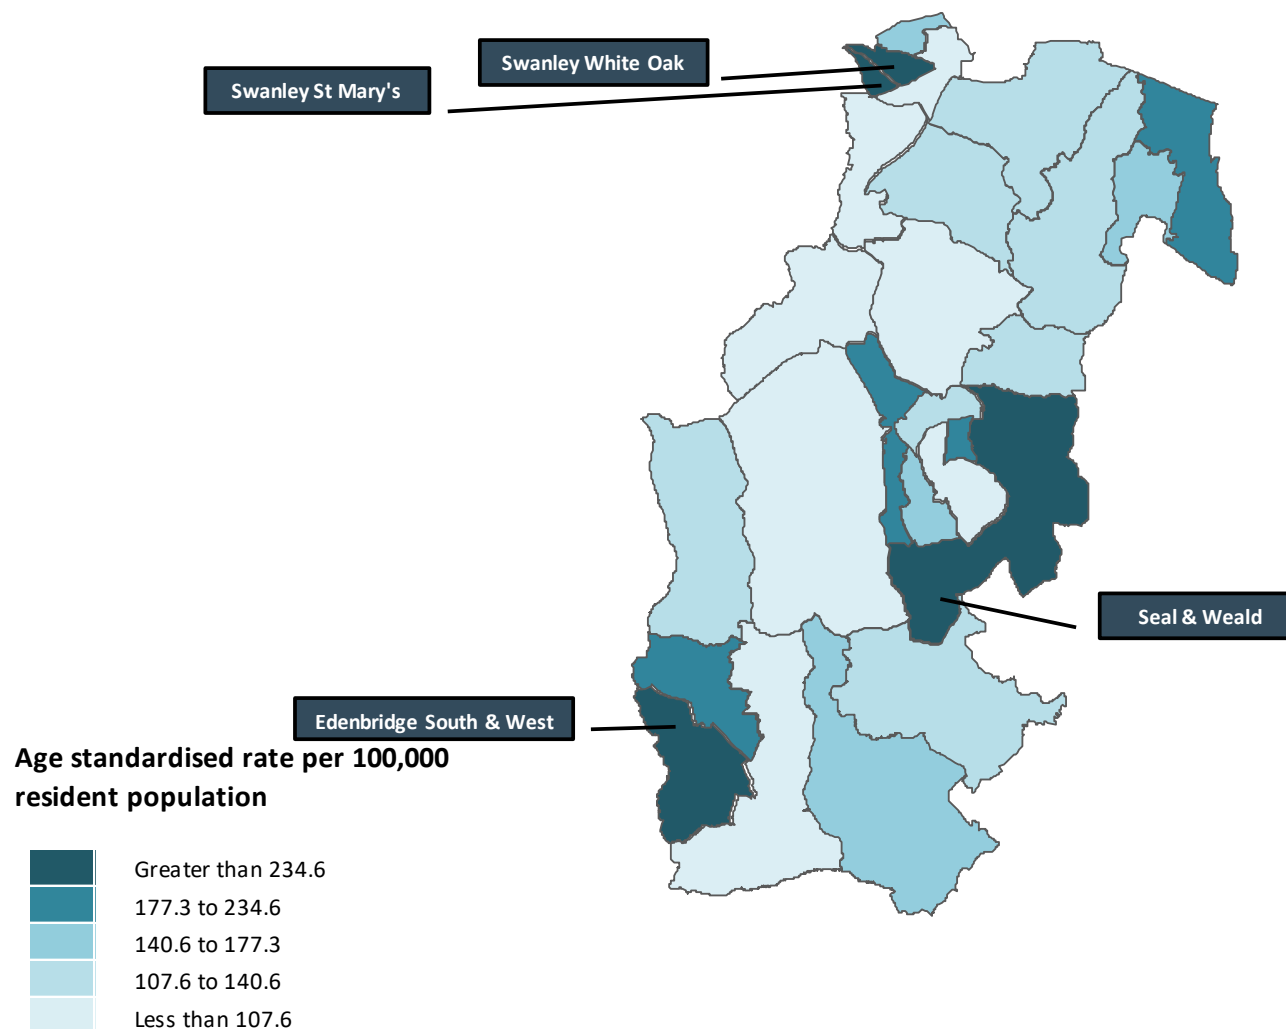 Swanley White Oak
Swanley St Mary's
Seal & Weald
Edenbridge South & West
Age standardised rate per 100,000
resident population
Greater than 234.6
177.3 to 234.6
140.6 to 177.3
107.6 to 140.6
Less than 107.6